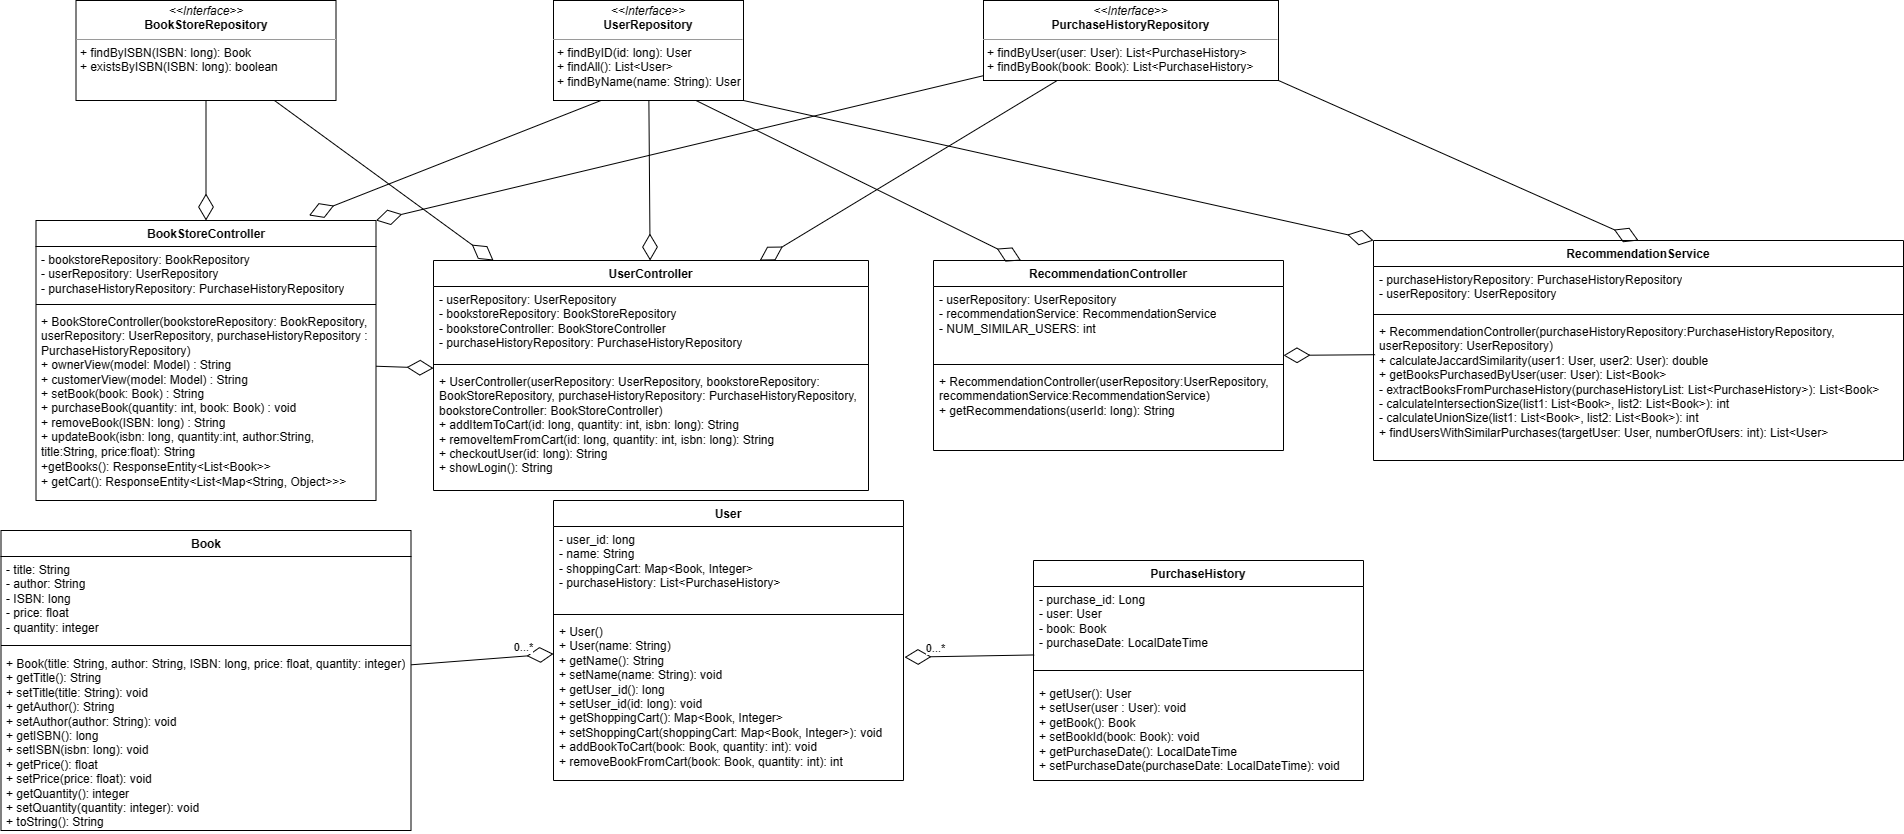 <<Interface>>
BookStoreRepository
+ findByISBN(ISBN: long): Book
+ existsByISBN(ISBN: long): boolean
<<Interface>>
UserRepository
+ findByID(id: long): User
+ findAll(): List<User>
+ findByName(name: String): User
<<Interface>>
PurchaseHistoryRepository
+ findByUser(user: User): List<PurchaseHistory>
+ findByBook(book: Book): List<PurchaseHistory>
BookStoreController
- bookstoreRepository: BookRepository
- userRepository: UserRepository
- purchaseHistoryRepository: PurchaseHistoryRepository
+ BookStoreController(bookstoreRepository: BookRepository,
userRepository: UserRepository, purchaseHistoryRepository :
PurchaseHistoryRepository)
+ ownerView(model: Model) : String
+ customerView(model: Model) : String
+ setBook(book: Book) : String
+ purchaseBook(quantity: int, book: Book) : void
+ removeBook(ISBN: long) : String
+ updateBook(isbn: long, quantity:int, author:String,
title:String, price:float): String
+getBooks(): ResponseEntity<List<Book>>
+ getCart(): ResponseEntity<List<Map<String, Object>>>
UserController
- userRepository: UserRepository
- bookstoreRepository: BookStoreRepository
- bookstoreController: BookStoreController
- purchaseHistoryRepository: PurchaseHistoryRepository
+ UserController(userRepository: UserRepository, bookstoreRepository:
BookStoreRepository, purchaseHistoryRepository: PurchaseHistoryRepository,
bookstoreController: BookStoreController)
+ addItemToCart(id: long, quantity: int, isbn: long): String
+ removeItemFromCart(id: long, quantity: int, isbn: long): String
+ checkoutUser(id: long): String
+ showLogin(): String
RecommendationController
- userRepository: UserRepository
- recommendationService: RecommendationService
- NUM_SIMILAR_USERS: int
+ RecommendationController(userRepository:UserRepository,
recommendationService:RecommendationService)
+ getRecommendations(userId: long): String
RecommendationService
- purchaseHistoryRepository: PurchaseHistoryRepository
- userRepository: UserRepository
+ RecommendationController(purchaseHistoryRepository:PurchaseHistoryRepository,
userRepository: UserRepository)
+ calculateJaccardSimilarity(user1: User, user2: User): double
+ getBooksPurchasedByUser(user: User): List<Book>
- extractBooksFromPurchaseHistory(purchaseHistoryList: List<PurchaseHistory>): List<Book>
- calculateIntersectionSize(list1: List<Book>, list2: List<Book>): int
- calculateUnionSize(list1: List<Book>, list2: List<Book>): int
+ findUsersWithSimilarPurchases(targetUser: User, numberOfUsers: int): List<User>
Book
- title: String
- author: String
- ISBN: long
- price: float
- quantity: integer
+ Book(title: String, author: String, ISBN: long, price: float, quantity: integer)
+ getTitle(): String
+ setTitle(title: String): void
+ getAuthor(): String
+ setAuthor(author: String): void
+ getISBN(): long
+ setISBN(isbn: long): void
+ getPrice(): float
+ setPrice(price: float): void
+ getQuantity(): integer
+ setQuantity(quantity: integer): void
+ toString(): String
0...*
User
- user_id: long
- name: String
- shoppingCart: Map<Book, Integer>
- purchaseHistory: List<PurchaseHistory>
+ User()
+ User(name: String)
+ getName(): String
+ setName(name: String): void
+ getUser_id(): long
+ setUser_id(id: long): void
+ getShoppingCart(): Map<Book, Integer>
+ setShoppingCart(shoppingCart: Map<Book, Integer>): void
+ addBookToCart(book: Book, quantity: int): void
+ removeBookFromCart(book: Book, quantity: int): int
0...*
PurchaseHistory
- purchase_id: Long
- user: User
- book: Book
- purchaseDate: LocalDateTime
+ getUser(): User
+ setUser(user : User): void
+ getBook(): Book
+ setBookId(book: Book): void
+ getPurchaseDate(): LocalDateTime
+ setPurchaseDate(purchaseDate: LocalDateTime): void